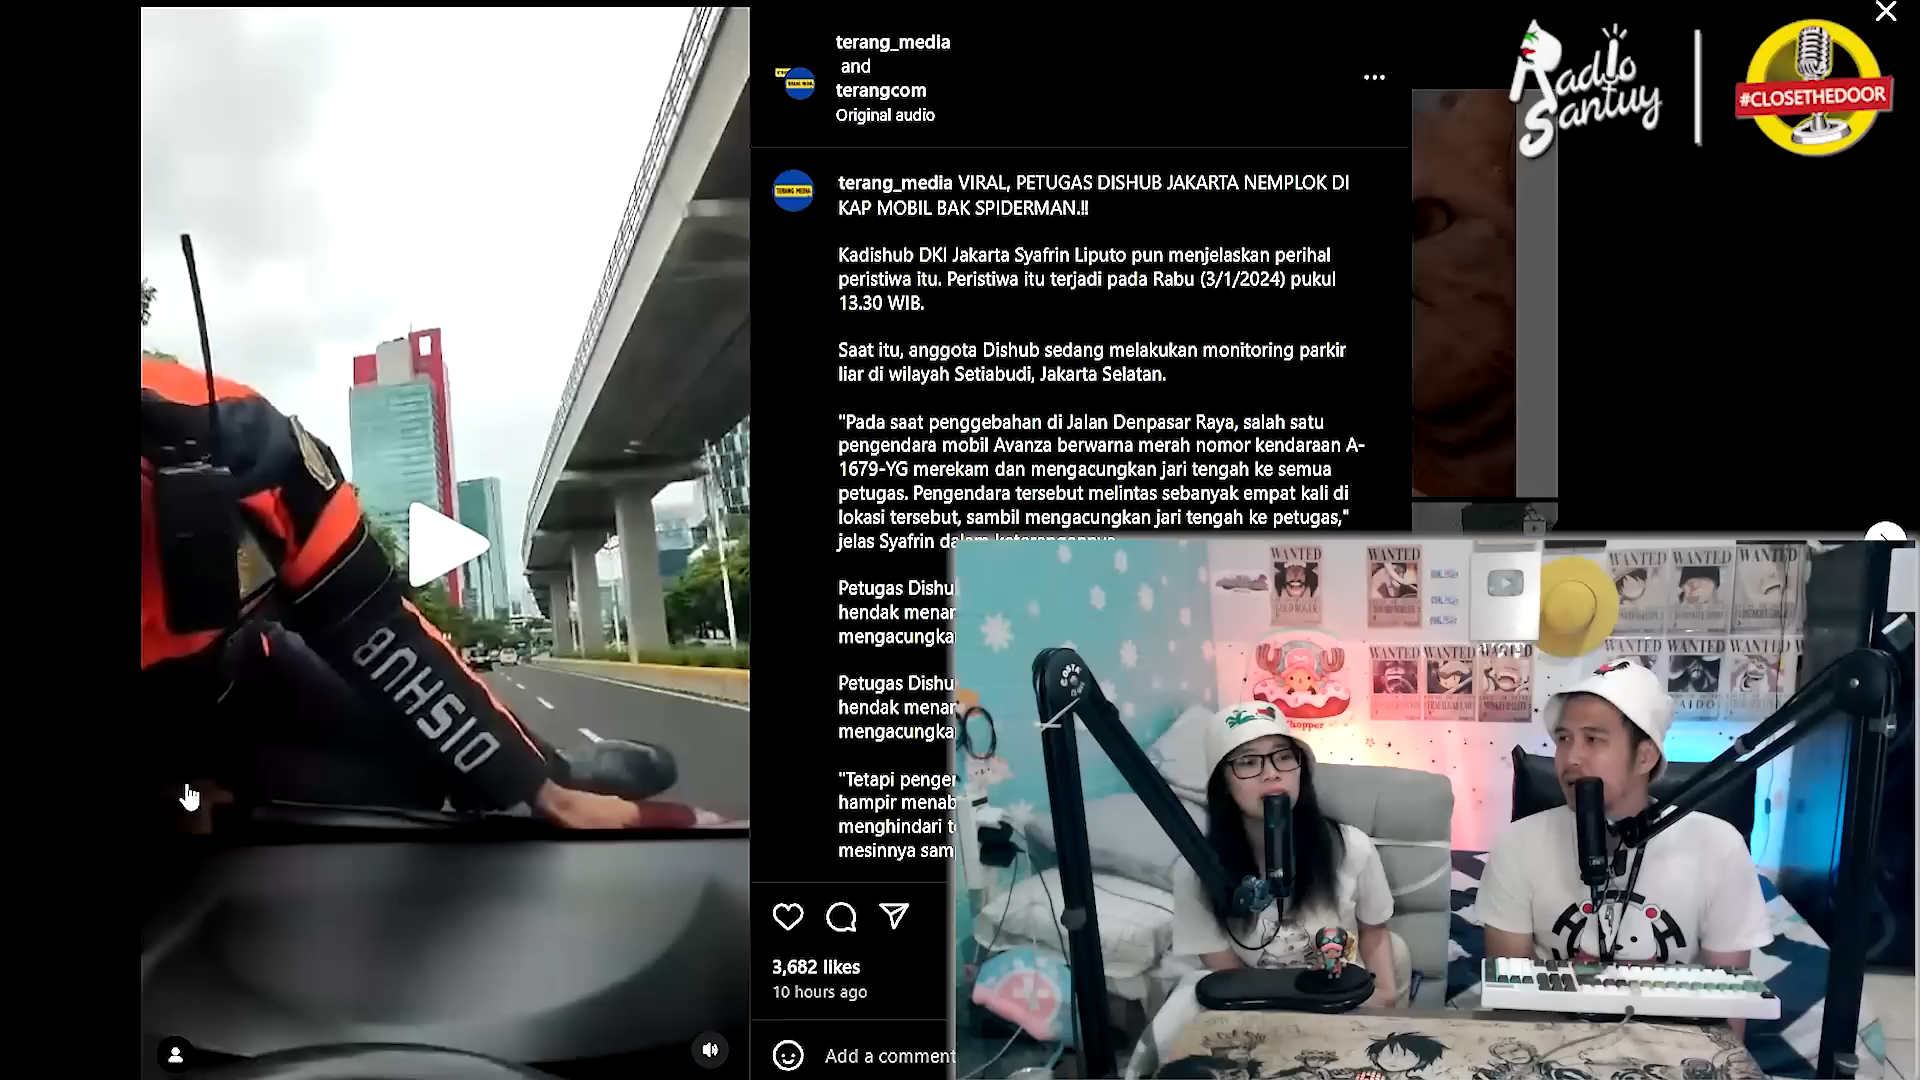 terang_media
and
terangcom
Original audio
Radio
Santuy
#CLOSETHEDOOR
TERANG MEDIA
terang_media VIRAL, PETUGAS DISHUB JAKARTA NEMPLOK DI
KAP MOBIL BAK SPIDERMAN.!!
Kadishub DKI Jakarta Syafrin Liputo pun menjelaskan perihal
peristiwa itu. Peristiwa itu terjadi pada Rabu (3/1/2024) pukul
13.30 WIB.
Saat itu, anggota Dishub sedang melakukan monitoring parkir
liar di wilayah Setiabudi, Jakarta Selatan.
"Pada saat penggebahan di Jalan Denpasar Raya, salah satu
pengendara mobil Avanza berwarna merah nomor kendaraan A-
1679-YG merekam dan mengacungkan jari tengah ke semua
petugas. Pengendara tersebut melintas sebanyak empat kali di
lokasi tersebut, sambil mengacungkan jari tengah ke petugas,"
jelas Syafrin dalam keterangannya.
Petugas Dishu
hendak menar
mengacungka
Petugas Dishu
hendak menar
mengacungka
"Tetapi penger
hampir menab
menghindari t
mesinnya sam
3,682 likes
10 hours ago
Add a comment
DISHUB
WANTED
WANTED
WANTED
WANTED
WANTED
GOLD ROGER
WANTED
WANTED
WANTED
WANTED
WANTED
Chopper